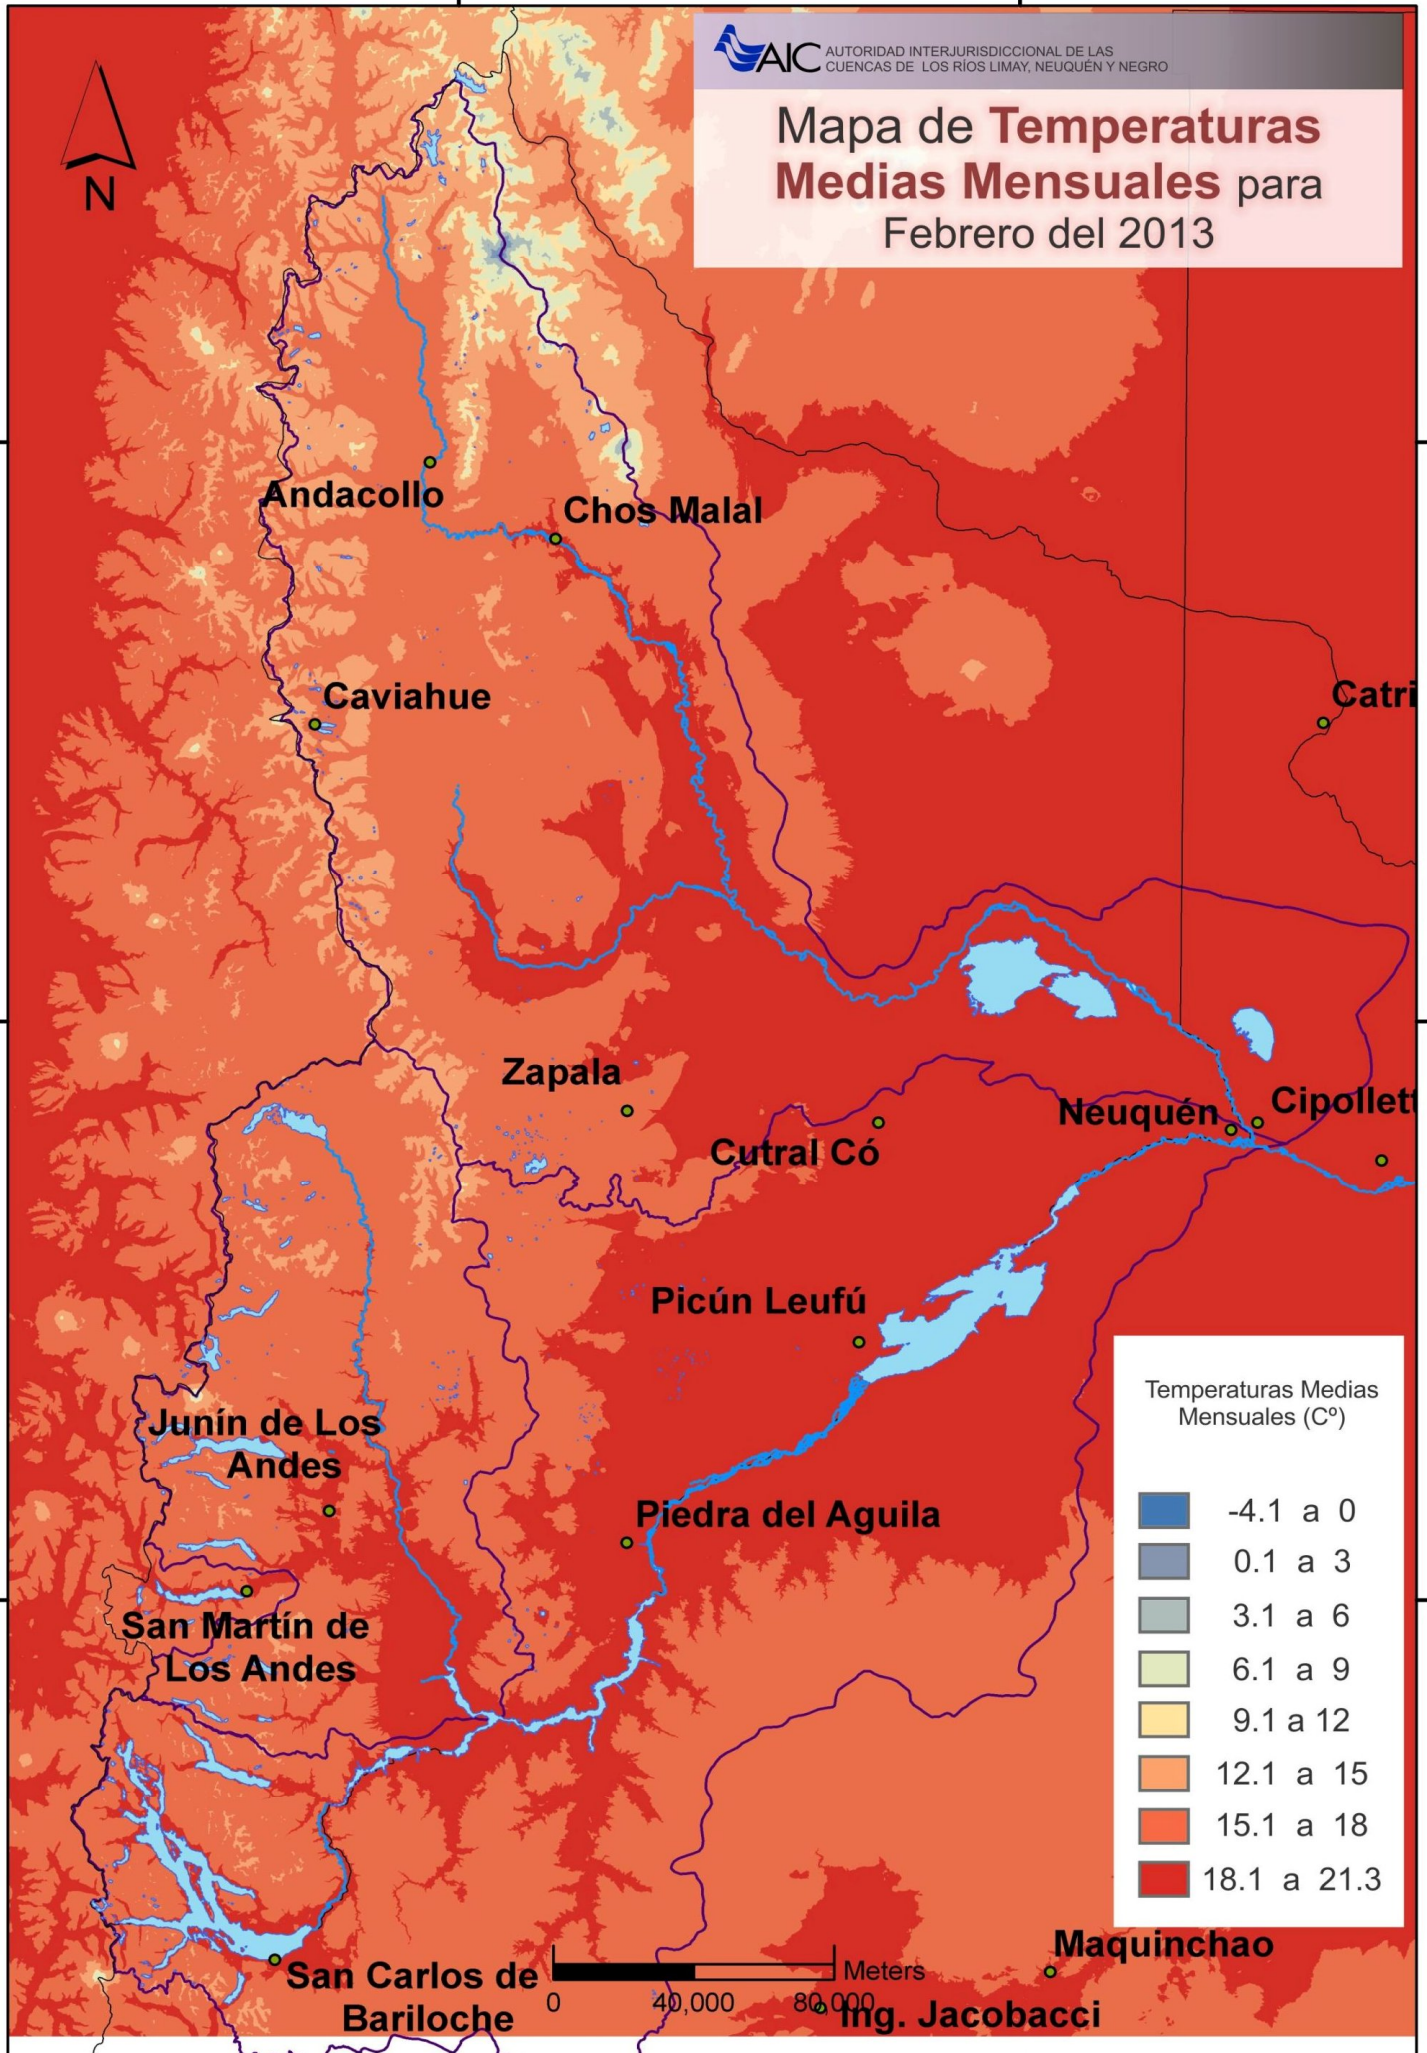 AIC AUTORIDAD INTERJURISDICCIONAL DE LAS
CUENCAS DE LOS RÍOS LIMAY, NEUQUÉN Y NEGRO
Mapa de Temperaturas
Medias Mensuales para
Febrero del 2013
N
Andacollo
Chos Malal
Caviahue
Catri
Zapala
Cutral Có
Neuquén
Cipollett
Picún Leufú
Junín de Los
Andes
Piedra del Aguila
San Martín de
Los Andes
Temperaturas Medias
Mensuales (Cº)
-4.1 a 0
0.1 a 3
3.1 a 6
6.1 a 9
9.1 a 12
12.1 a 15
15.1 a 18
18.1 a 21.3
Maquinchao
San Carlos de
Bariloche
Meters
0 40,000 80,000
Ing. Jacobacci